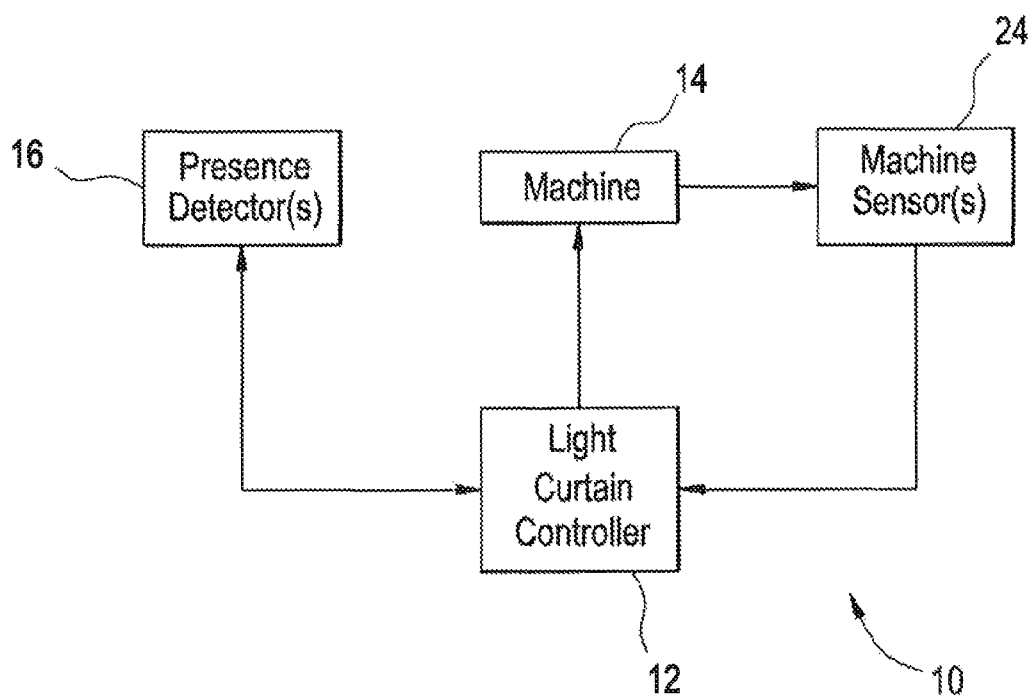 24
14
16
Presence
Detector(s)
Machine
Machine
Sensor(s)
Light
Curtain
Controller
12
10